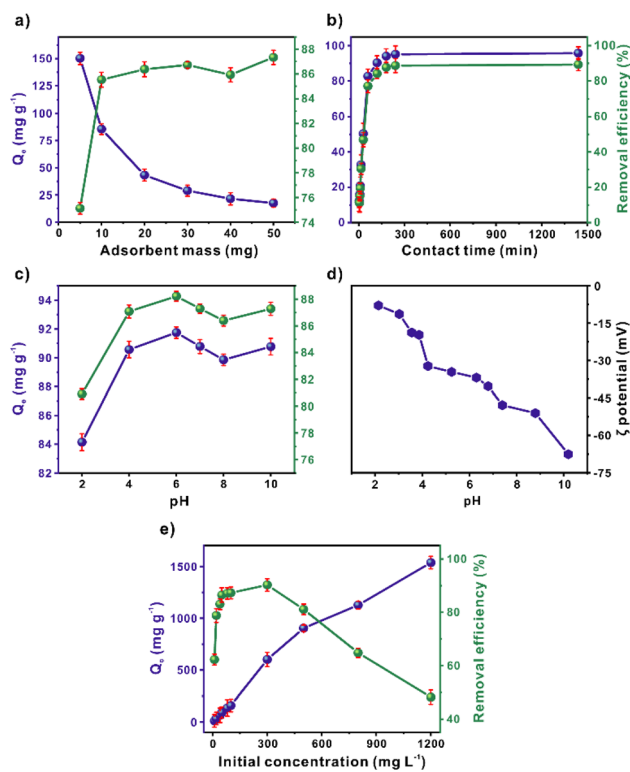 a)
Qe (mg g⁻¹)
150
125
100
75
50
25
0
88
86
84
82
80
78
76
74
0 10 20 30 40 50
Adsorbent mass (mg)
b)
100
80
60
40
20
0
100
80
60
40
20
0
Removal efficiency (%)
0 300 600 900 1200 1500
Contact time (min)
c)
Qe (mg g⁻¹)
94
92
90
88
86
84
82
88
86
84
82
80
78
76
2 4 6 8 10
pH
d)
0
-15
-30
-45
-60
-75
ζ potential (mV)
2 4 6 8 10
pH
e)
Qe (mg g⁻¹)
1500
1000
500
0
100
80
60
40
Removal efficiency (%)
0 300 600 900 1200
Initial concentration (mg L⁻¹)